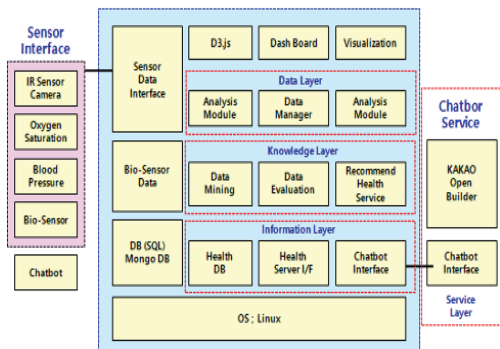 Sensor
Interface
IR Sensor
Camera
Oxygen
Saturation
Blood
Pressure
Bio-Sensor
Chatbot
Sensor
Data
Interface
Bio-Sensor
Data
DB (SQL)
Mongo DB
D3.js
Dash Board
Visualization
Data Layer
Analysis
Module
Data
Manager
Analysis
Module
Knowledge Layer
Data
Mining
Data
Evaluation
Recommend
Health
Service
Information Layer
Health
DB
Health
Server I/F
Chatbot
Interface
OS ; Linux
Chatbor
Service
KAKAO
Open
Builder
Chatbot
Interface
Service
Layer